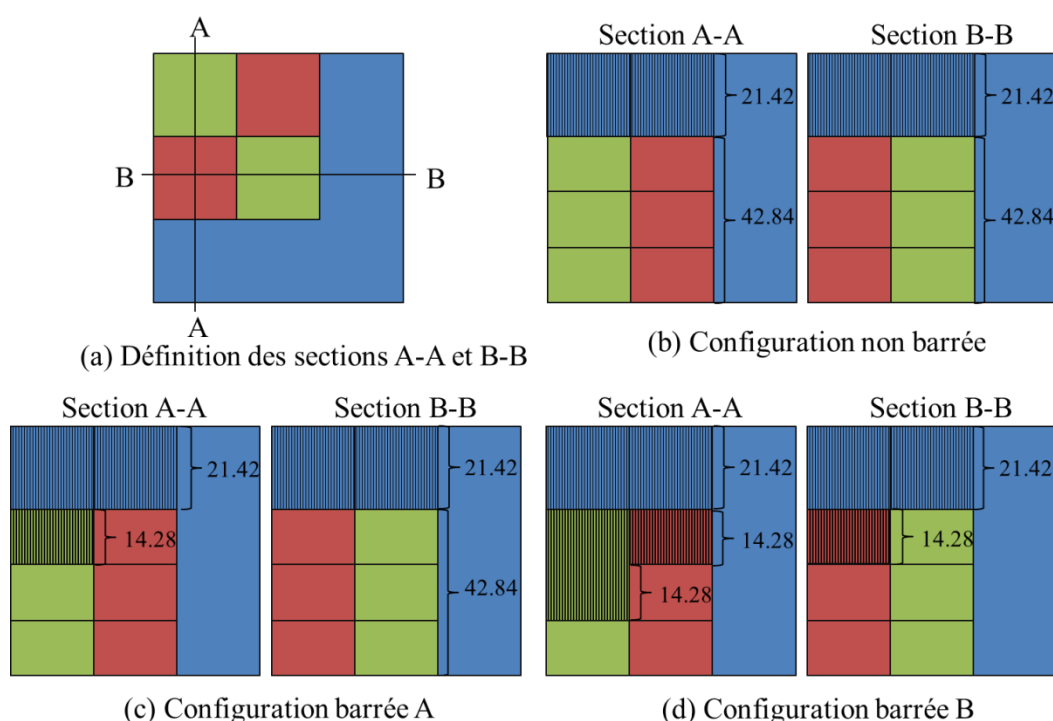 A
B
B
A
(a) Définition des sections A-A et B-B
Section A-A
Section B-B
21.42
42.84
21.42
42.84
(b) Configuration non barrée
Section A-A
Section B-B
21.42
14.28
21.42
42.84
(c) Configuration barrée A
Section A-A
Section B-B
21.42
14.28
14.28
21.42
14.28
(d) Configuration barrée B